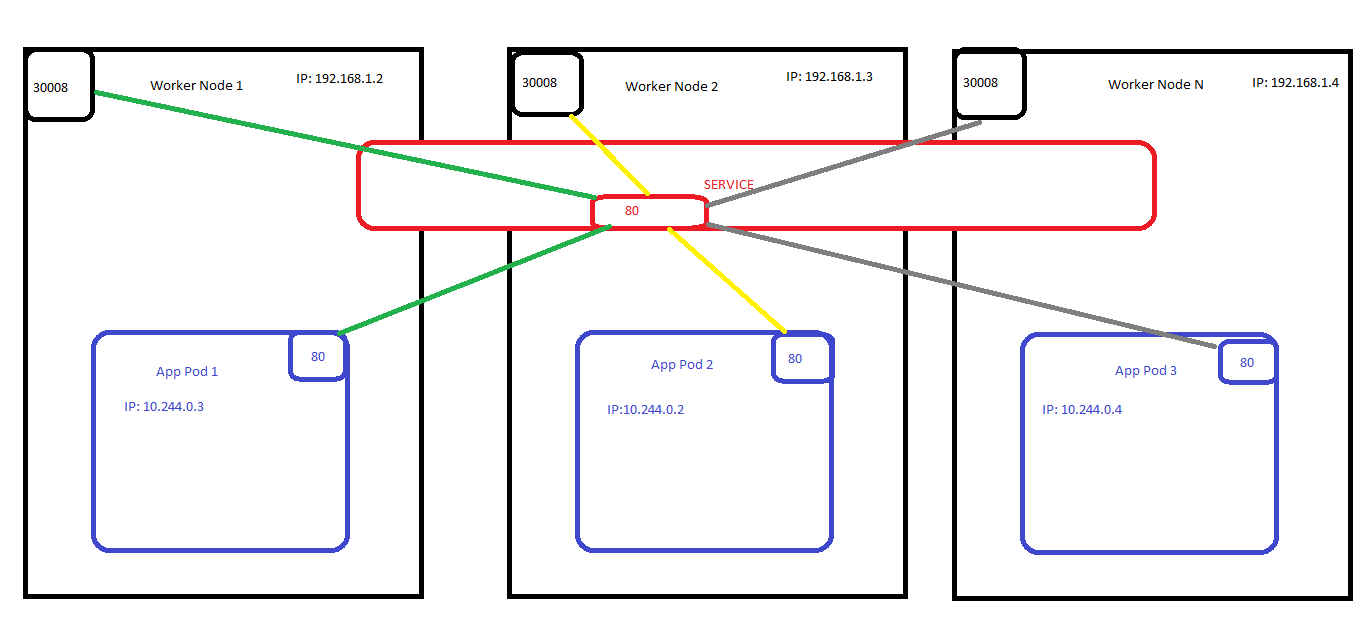 30008
Worker Node 1
IP: 192.168.1.2
30008
Worker Node 2
IP: 192.168.1.3
30008
Worker Node N
IP: 192.168.1.4
SERVICE
80
80
App Pod 1
IP: 10.244.0.3
80
App Pod 2
IP:10.244.0.2
80
App Pod 3
IP: 10.244.0.4